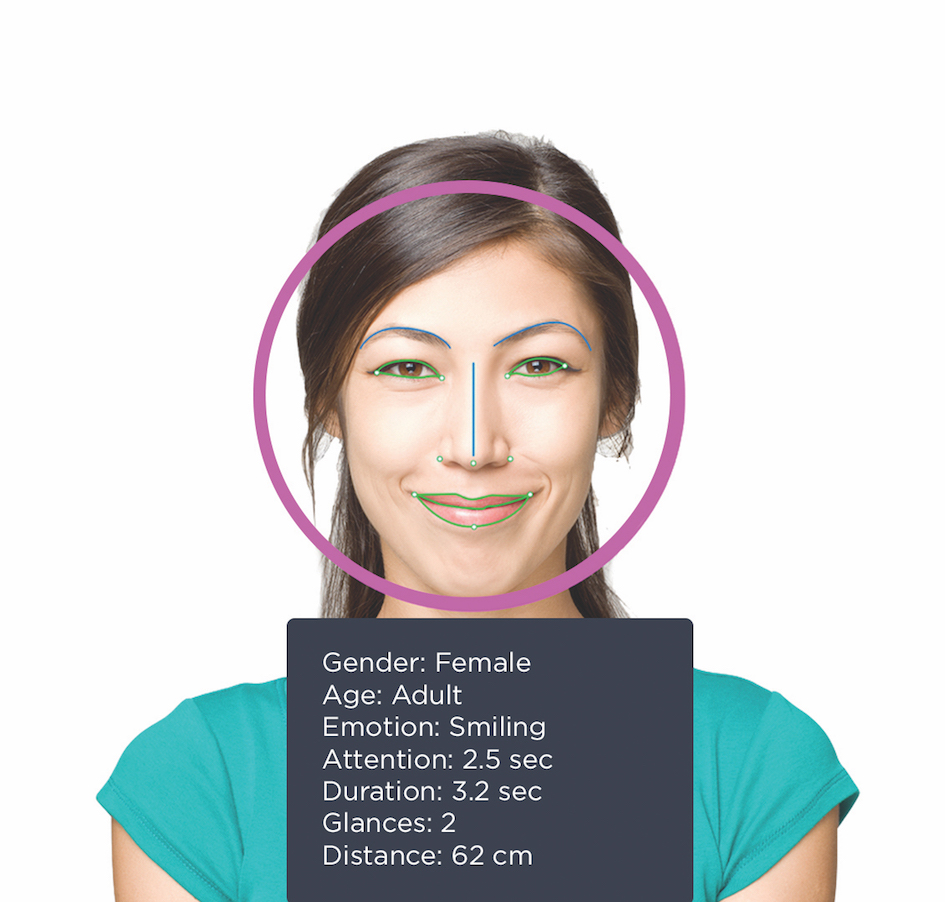 Gender: Female
Age: Adult
Emotion: Smiling
Attention: 2.5 sec
Duration: 3.2 sec
Glances: 2
Distance: 62 cm